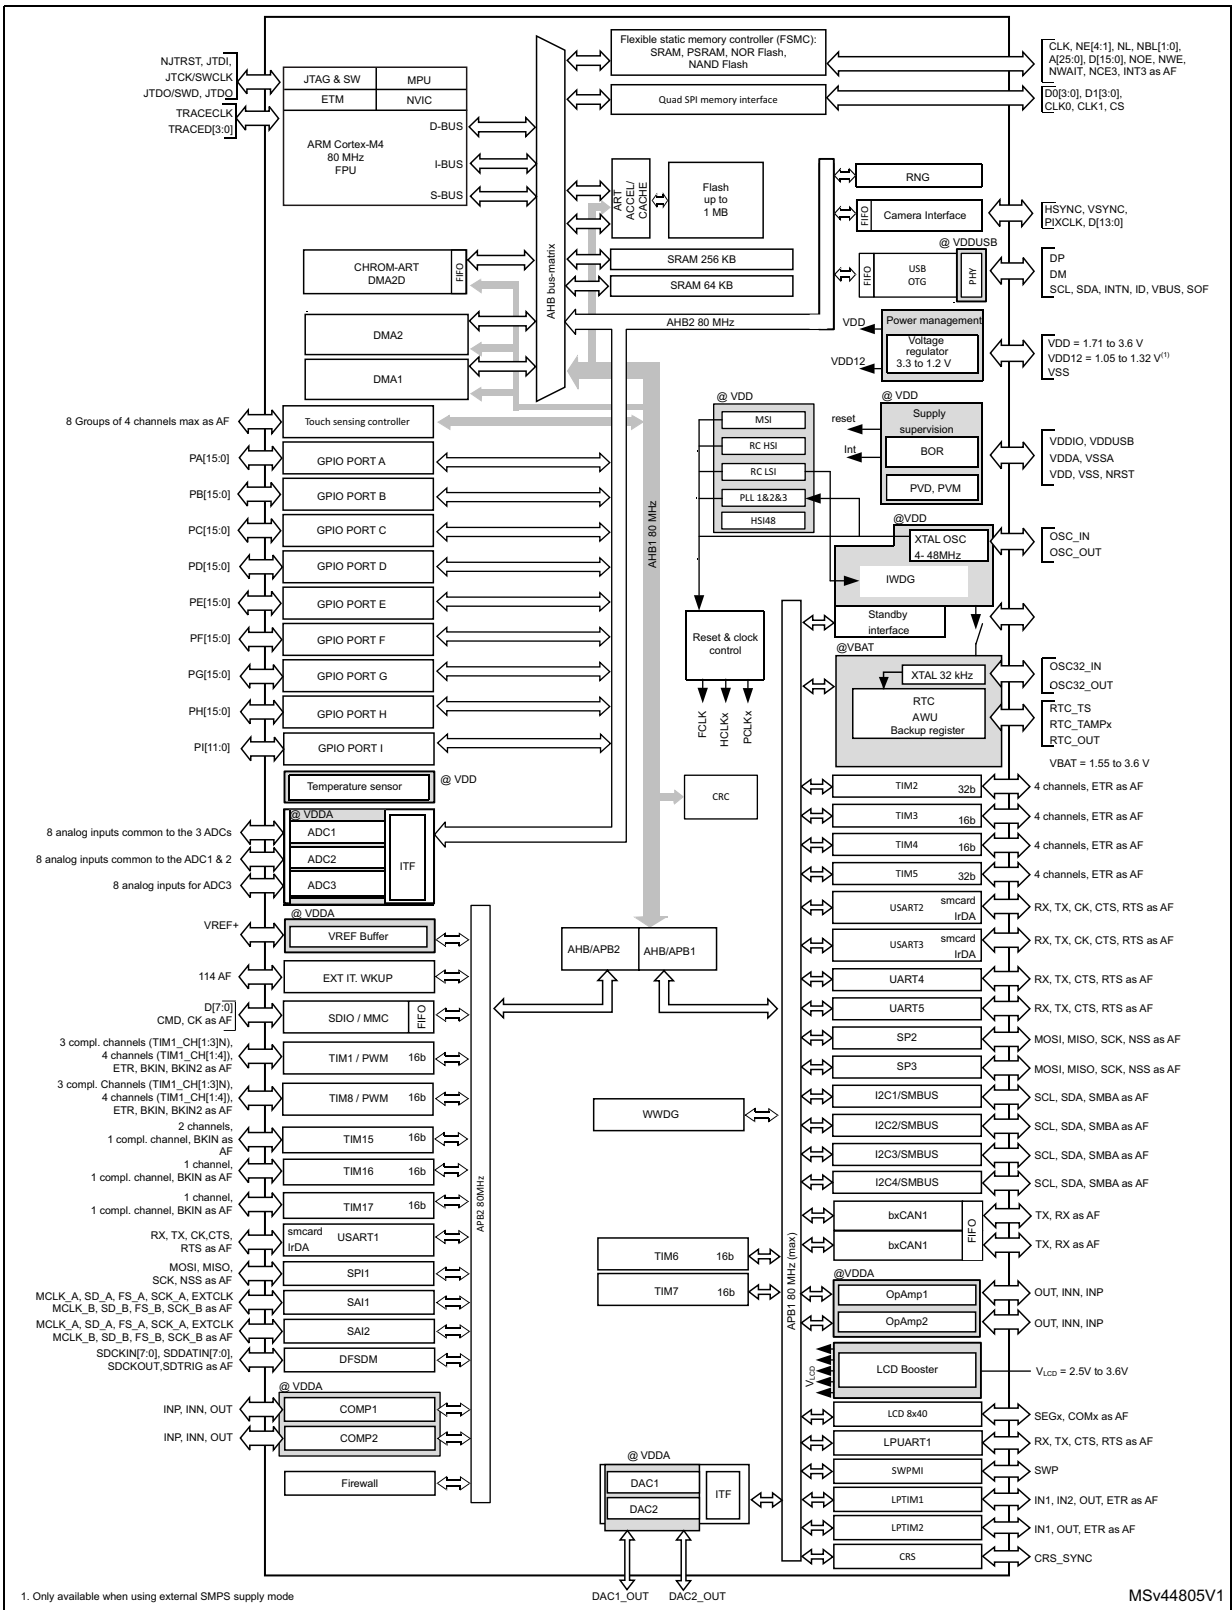 Flexible static memory controller (FSMC):
SRAM, PSRAM, NOR Flash,
NAND Flash
CLK, NE[4:1], NL, NBL[1:0],
A[25:0], D[15:0], NOE, NWE,
NWAIT, NCE3, INT3 as AF
NJTRST, JTDI,
JTCK/SWCLK
JTDO/SWD, JTDO
TRACECLK
TRACED[3:0]
JTAG & SW
MPU
ETM
NVIC
ARM Cortex-M4
80 MHz
FPU
D-BUS
I-BUS
S-BUS
Quad SPI memory interface
D0[3:0], D1[3:0],
CLK0, CLK1, CS
AHB bus-matrix
ART
ACCEL/
CACHE
Flash
up to
1 MB
RNG
FIFO
Camera Interface
HSYNC, VSYNC,
PIXCLK, D[13:0]
@ VDDUSB
FIFO
USB
OTG
PHY
DP
DM
SCL, SDA, INTN, ID, VBUS, SOF
CHROM-ART
DMA2D
FIFO
SRAM 256 KB
SRAM 64 KB
AHB2 80 MHz
DMA2
DMA1
VDD
VDD12
Power management
Voltage
regulator
3.3 to 1.2 V
VDD = 1.71 to 3.6 V
VDD12 = 1.05 to 1.32 V(1)
VSS
8 Groups of 4 channels max as AF
Touch sensing controller
@ VDD
MSI
RC HSI
RC LSI
PLL 1&2&3
HSI48
@ VDD
reset
Int
Supply
supervision
BOR
PVD, PVM
VDDIO, VDDUSB
VDDA, VSSA
VDD, VSS, NRST
PA[15:0]
GPIO PORT A
PB[15:0]
GPIO PORT B
PC[15:0]
GPIO PORT C
PD[15:0]
GPIO PORT D
PE[15:0]
GPIO PORT E
PF[15:0]
GPIO PORT F
PG[15:0]
GPIO PORT G
PH[15:0]
GPIO PORT H
PI[11:0]
GPIO PORT I
AHB1 80 MHz
@VDD
XTAL OSC
4- 48MHz
IWDG
OSC_IN
OSC_OUT
Standby
interface
Reset & clock
control
FCLK
HCLKx
PCLKx
@VBAT
XTAL 32 kHz
RTC
AWU
Backup register
OSC32_IN
OSC32_OUT
RTC_TS
RTC_TAMPx
RTC_OUT
VBAT = 1.55 to 3.6 V
Temperature sensor
@ VDD
CRC
@ VDDA
ADC1
ADC2
ADC3
ITF
8 analog inputs common to the 3 ADCs
8 analog inputs common to the ADC1 & 2
8 analog inputs for ADC3
VREF+
@ VDDA
VREF Buffer
AHB/APB2
AHB/APB1
114 AF
EXT IT. WKUP
D[7:0]
CMD, CK as AF
SDIO / MMC
FIFO
3 compl. channels (TIM1_CH[1:3]N),
4 channels (TIM1_CH[1:4]),
ETR, BKIN, BKIN2 as AF
TIM1 / PWM
16b
3 compl. Channels (TIM1_CH[1:3]N),
4 channels (TIM1_CH[1:4]),
ETR, BKIN, BKIN2 as AF
TIM8 / PWM
16b
2 channels,
1 compl. channel, BKIN as
AF
TIM15
16b
1 channel,
1 compl. channel, BKIN as AF
TIM16
16b
1 channel,
1 compl. channel, BKIN as AF
TIM17
16b
RX, TX, CK,CTS,
RTS as AF
smcard
IrDA
USART1
MOSI, MISO,
SCK, NSS as AF
SPI1
MCLK_A, SD_A, FS_A, SCK_A, EXTCLK
MCLK_B, SD_B, FS_B, SCK_B as AF
SAI1
MCLK_A, SD_A, FS_A, SCK_A, EXTCLK
MCLK_B, SD_B, FS_B, SCK_B as AF
SAI2
SDCKIN[7:0], SDDATIN[7:0],
SDCKOUT,SDTRIG as AF
DFSDM
@ VDDA
INP, INN, OUT
COMP1
INP, INN, OUT
COMP2
Firewall
APB2 80MHz
WWDG
TIM6
16b
TIM7
16b
@ VDDA
DAC1
DAC2
ITF
DAC1_OUT
DAC2_OUT
APB1 80 MHz (max)
TIM2
32b
4 channels, ETR as AF
TIM3
16b
4 channels, ETR as AF
TIM4
16b
4 channels, ETR as AF
TIM5
32b
4 channels, ETR as AF
USART2
smcard
IrDA
RX, TX, CK, CTS, RTS as AF
USART3
smcard
IrDA
RX, TX, CK, CTS, RTS as AF
UART4
RX, TX, CTS, RTS as AF
UART5
RX, TX, CTS, RTS as AF
SP2
MOSI, MISO, SCK, NSS as AF
SP3
MOSI, MISO, SCK, NSS as AF
I2C1/SMBUS
SCL, SDA, SMBA as AF
I2C2/SMBUS
SCL, SDA, SMBA as AF
I2C3/SMBUS
SCL, SDA, SMBA as AF
I2C4/SMBUS
SCL, SDA, SMBA as AF
bxCAN1
TX, RX as AF
FIFO
bxCAN1
TX, RX as AF
@VDDA
OpAmp1
OUT, INN, INP
OpAmp2
OUT, INN, INP
VLCD
LCD Booster
VLCD = 2.5V to 3.6V
LCD 8x40
SEGx, COMx as AF
LPUART1
RX, TX, CTS, RTS as AF
SWPMI
SWP
LPTIM1
IN1, IN2, OUT, ETR as AF
LPTIM2
IN1, OUT, ETR as AF
CRS
CRS_SYNC
1. Only available when using external SMPS supply mode
MSv44805V1